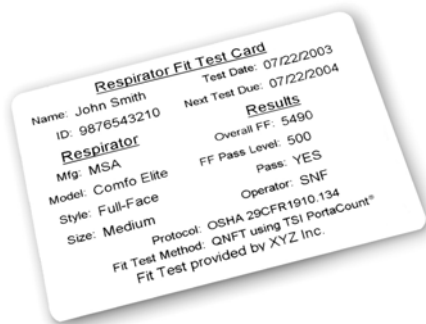 Respirator Fit Test Card
Name: John Smith
Test Date: 07/22/2003
ID: 9876543210
Next Test Due: 07/22/2004
Respirator
Results
Mfg: MSA
Overall FF: 5490
Model: Comfo Elite
FF Pass Level: 500
Style: Full-Face
Pass: YES
Size: Medium
Operator: SNF
Protocol: OSHA 29CFR1910.134
Fit Test Method: QNFT using TSI PortaCount®
Fit Test provided by XYZ Inc.